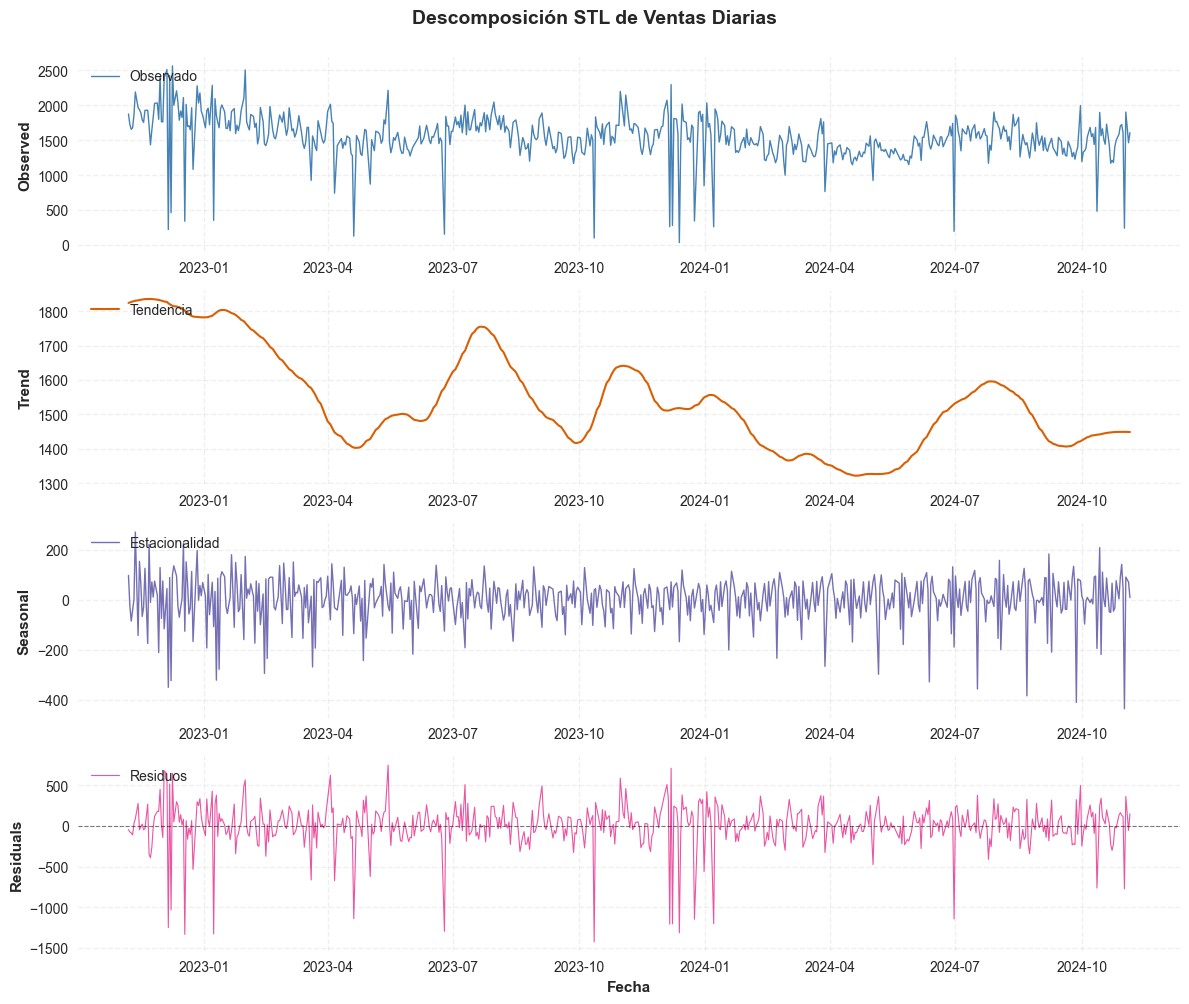 Descomposición STL de Ventas Diarias
Observado
Observed
2500
2000
1500
1000
500
0
2023-01 2023-04 2023-07 2023-10 2024-01 2024-04 2024-07 2024-10
Tendencia
Trend
1800
1700
1600
1500
1400
1300
2023-01 2023-04 2023-07 2023-10 2024-01 2024-04 2024-07 2024-10
Estacionalidad
Seasonal
200
0
−200
−400
2023-01 2023-04 2023-07 2023-10 2024-01 2024-04 2024-07 2024-10
Residuos
Residuals
500
0
−500
−1000
−1500
2023-01 2023-04 2023-07 2023-10 2024-01 2024-04 2024-07 2024-10
Fecha